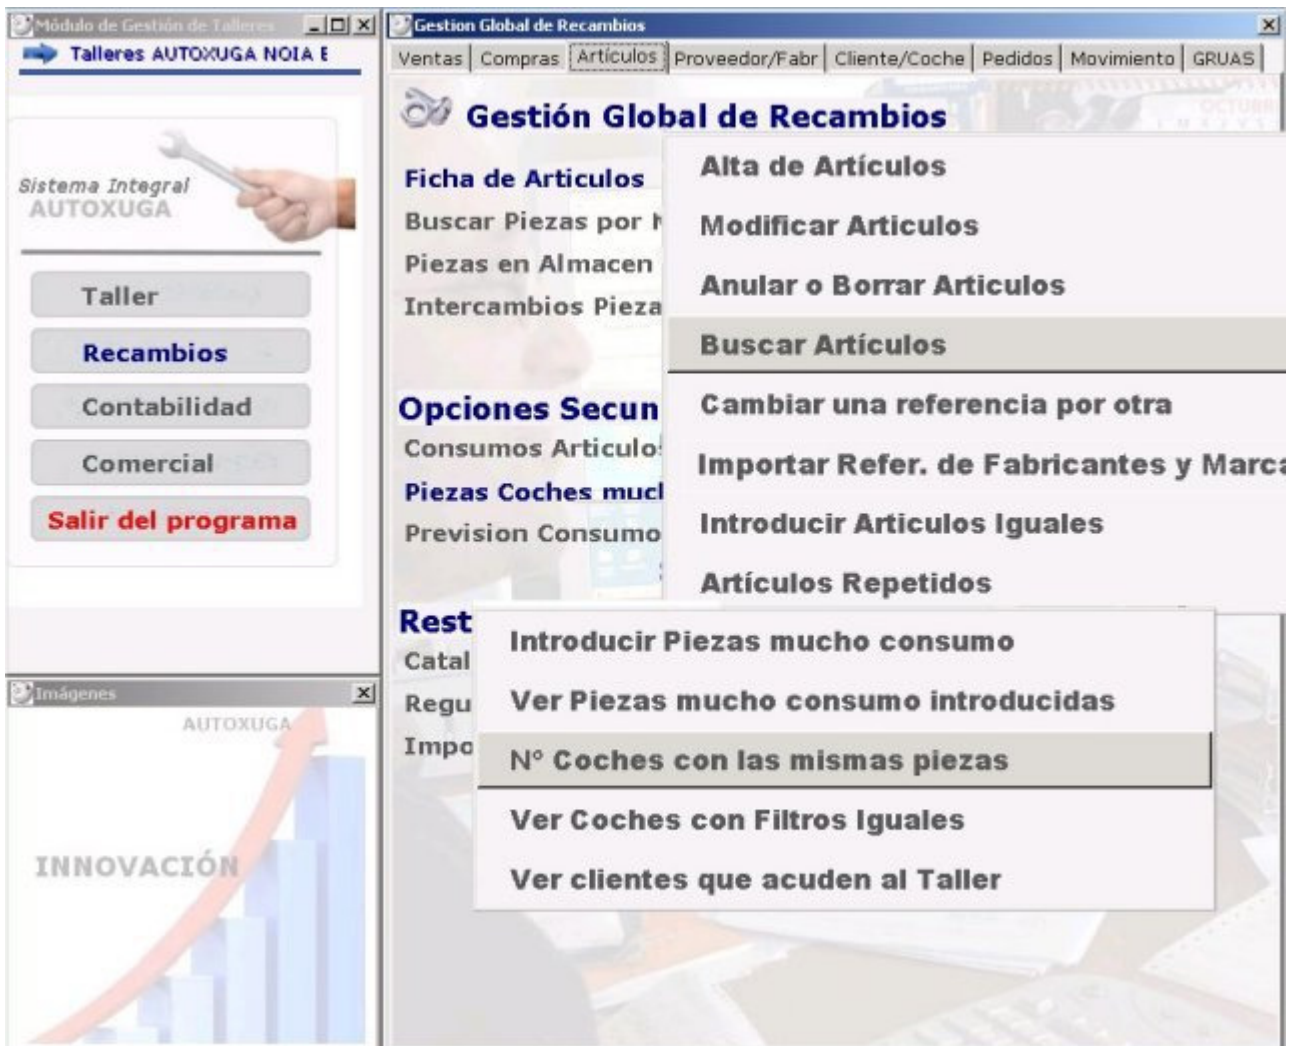 Módulo de Gestión de Talleres
Talleres AUTOXUGA NOIA E
Sistema Integral
AUTOXUGA
Taller
Recambios
Contabilidad
Comercial
Salir del programa
Imágenes
AUTOXUGA
INNOVACIÓN
Gestion Global de Recambios
Ventas Compras Artículos Proveedor/Fabr Cliente/Coche Pedidos Movimiento GRUAS
OCTUBRE
Gestión Global de Recambios
Ficha de Articulos
Buscar Piezas por
Piezas en Almacen
Intercambios Pieza
Opciones Secun
Consumos Articulo
Piezas Coches mucl
Prevision Consumo
Rest
Catal
Regu
Impo
Alta de Artículos
Modificar Articulos
Anular o Borrar Articulos
Buscar Artículos
Cambiar una referencia por otra
Importar Refer. de Fabricantes y Marca
Introducir Articulos Iguales
Artículos Repetidos
Introducir Piezas mucho consumo
Ver Piezas mucho consumo introducidas
Nº Coches con las mismas piezas
Ver Coches con Filtros Iguales
Ver clientes que acuden al Taller